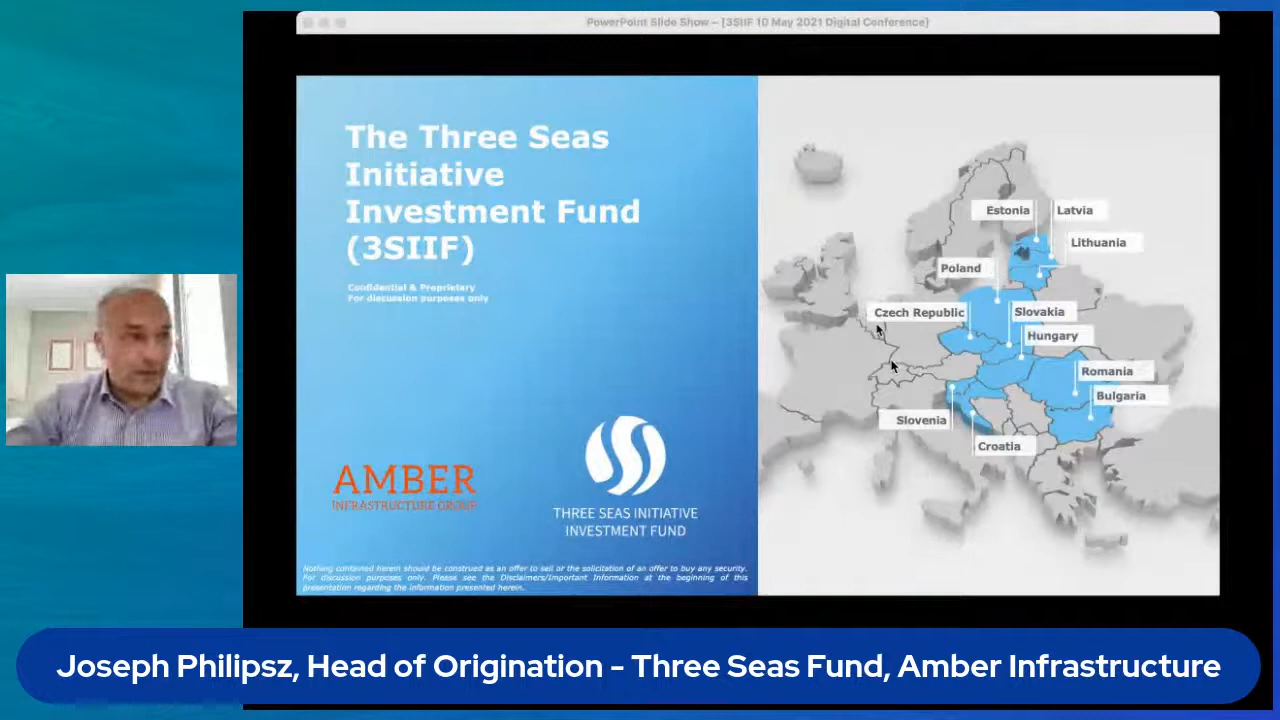 PowerPoint Slide Show – [3SIIF 10 May 2021 Digital Conference]
The Three Seas
Initiative
Investment Fund
(3SIIF)
Confidential & Proprietary
For discussion purposes only
AMBER
INFRASTRUCTURE GROUP
THREE SEAS INITIATIVE
INVESTMENT FUND
Nothing contained herein should be construed as an offer to sell or the solicitation of an offer to buy any security.
For discussion purposes only. Please see the Disclaimers/Important Information at the beginning of this
presentation regarding the information presented herein.
Estonia
Latvia
Lithuania
Poland
Czech Republic
Slovakia
Hungary
Romania
Bulgaria
Slovenia
Croatia
Joseph Philipsz, Head of Origination - Three Seas Fund, Amber Infrastructure